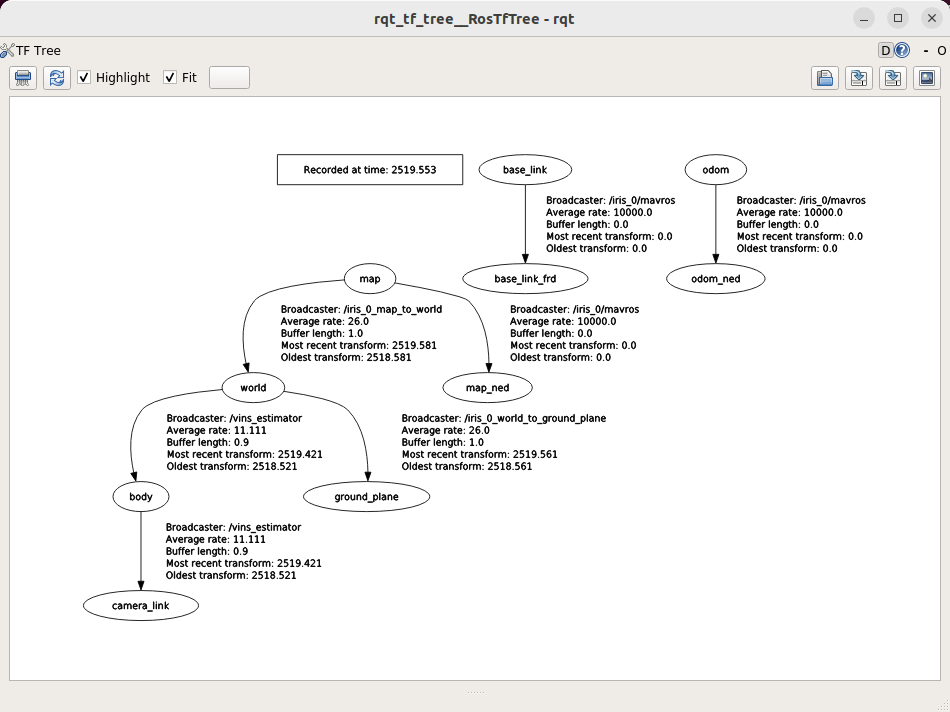 rqt_tf_tree__RosTfTree - rqt
TF Tree
D
?
- O
Highlight
Fit
Recorded at time: 2519.553
base_link
odom
Broadcaster: /iris_0/mavros
Average rate: 10000.0
Buffer length: 0.0
Most recent transform: 0.0
Oldest transform: 0.0
Broadcaster: /iris_0/mavros
Average rate: 10000.0
Buffer length: 0.0
Most recent transform: 0.0
Oldest transform: 0.0
map
base_link_frd
odom_ned
Broadcaster: /iris_0_map_to_world
Average rate: 26.0
Buffer length: 1.0
Most recent transform: 2519.581
Oldest transform: 2518.581
Broadcaster: /iris_0/mavros
Average rate: 10000.0
Buffer length: 0.0
Most recent transform: 0.0
Oldest transform: 0.0
world
map_ned
Broadcaster: /vins_estimator
Average rate: 11.111
Buffer length: 0.9
Most recent transform: 2519.421
Oldest transform: 2518.521
Broadcaster: /iris_0_world_to_ground_plane
Average rate: 26.0
Buffer length: 1.0
Most recent transform: 2519.561
Oldest transform: 2518.561
body
ground_plane
Broadcaster: /vins_estimator
Average rate: 11.111
Buffer length: 0.9
Most recent transform: 2519.421
Oldest transform: 2518.521
camera_link